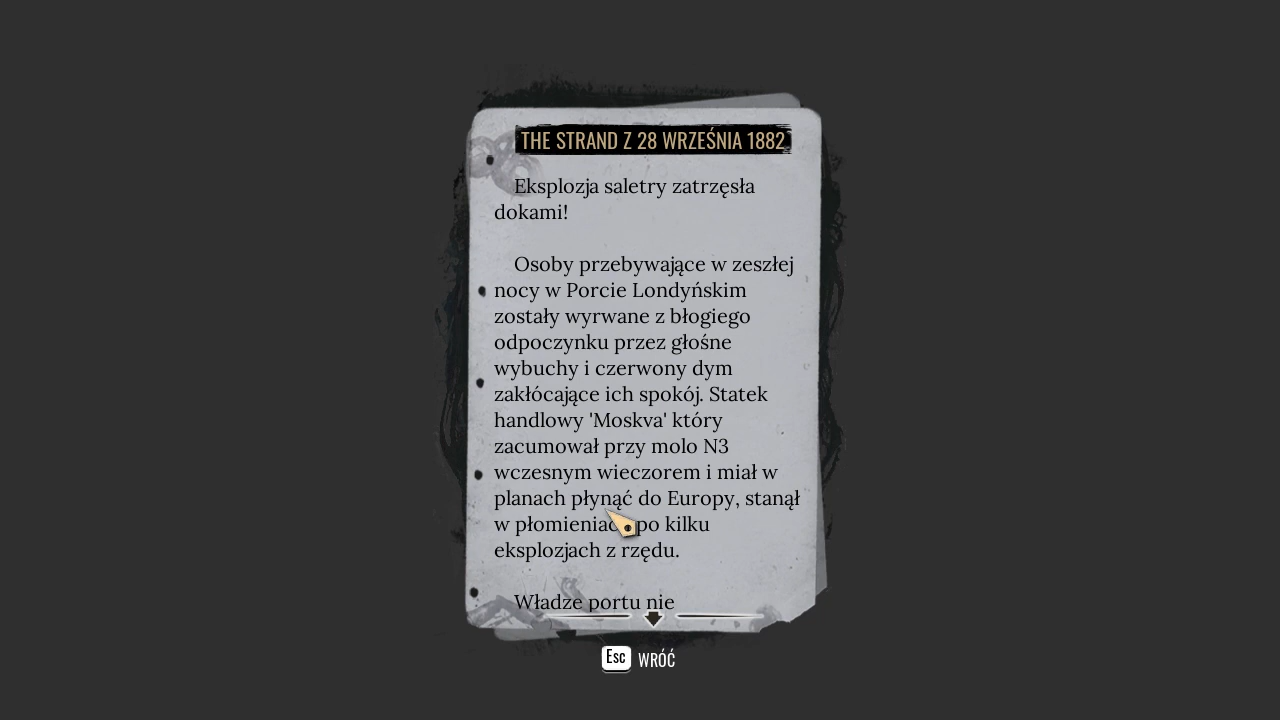 THE STRAND Z 28 WRZEŚNIA 1882
Eksplozja saletry zatrzęsła
dokami!
Osoby przebywające w zeszłej
nocy w Porcie Londyńskim
zostały wyrwane z błogiego
odpoczynku przez głośne
wybuchy i czerwony dym
zakłócające ich spokój. Statek
handlowy 'Moskva' który
zacumował przy molo N3
wczesnym wieczorem i miał w
planach płynąć do Europy, stanął
w płomieniach po kilku
eksplozjach z rzędu.
Władze portu nie
Esc WRÓĆ